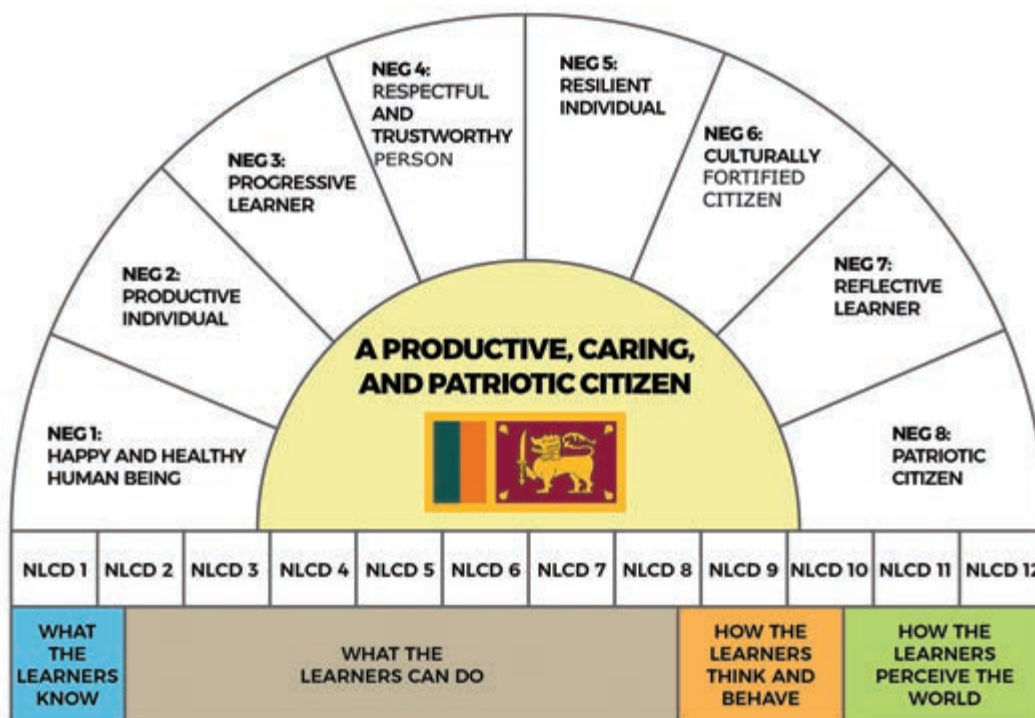 NEG 1:
HAPPY AND HEALTHY
HUMAN BEING
NEG 2:
PRODUCTIVE
INDIVIDUAL
NEG 3:
PROGRESSIVE
LEARNER
NEG 4:
RESPECTFUL
AND
TRUSTWORTHY
PERSON
NEG 5:
RESILIENT
INDIVIDUAL
NEG 6:
CULTURALLY
FORTIFIED
CITIZEN
NEG 7:
REFLECTIVE
LEARNER
NEG 8:
PATRIOTIC
CITIZEN
A PRODUCTIVE, CARING,
AND PATRIOTIC CITIZEN
NLCD 1 NLCD 2 NLCD 3 NLCD 4 NLCD 5 NLCD 6 NLCD 7 NLCD 8 NLCD 9 NLCD 10 NLCD 11 NLCD 12
WHAT
THE
LEARNERS
KNOW
WHAT THE
LEARNERS CAN DO
HOW THE
LEARNERS
THINK AND
BEHAVE
HOW THE
LEARNERS
PERCEIVE THE
WORLD